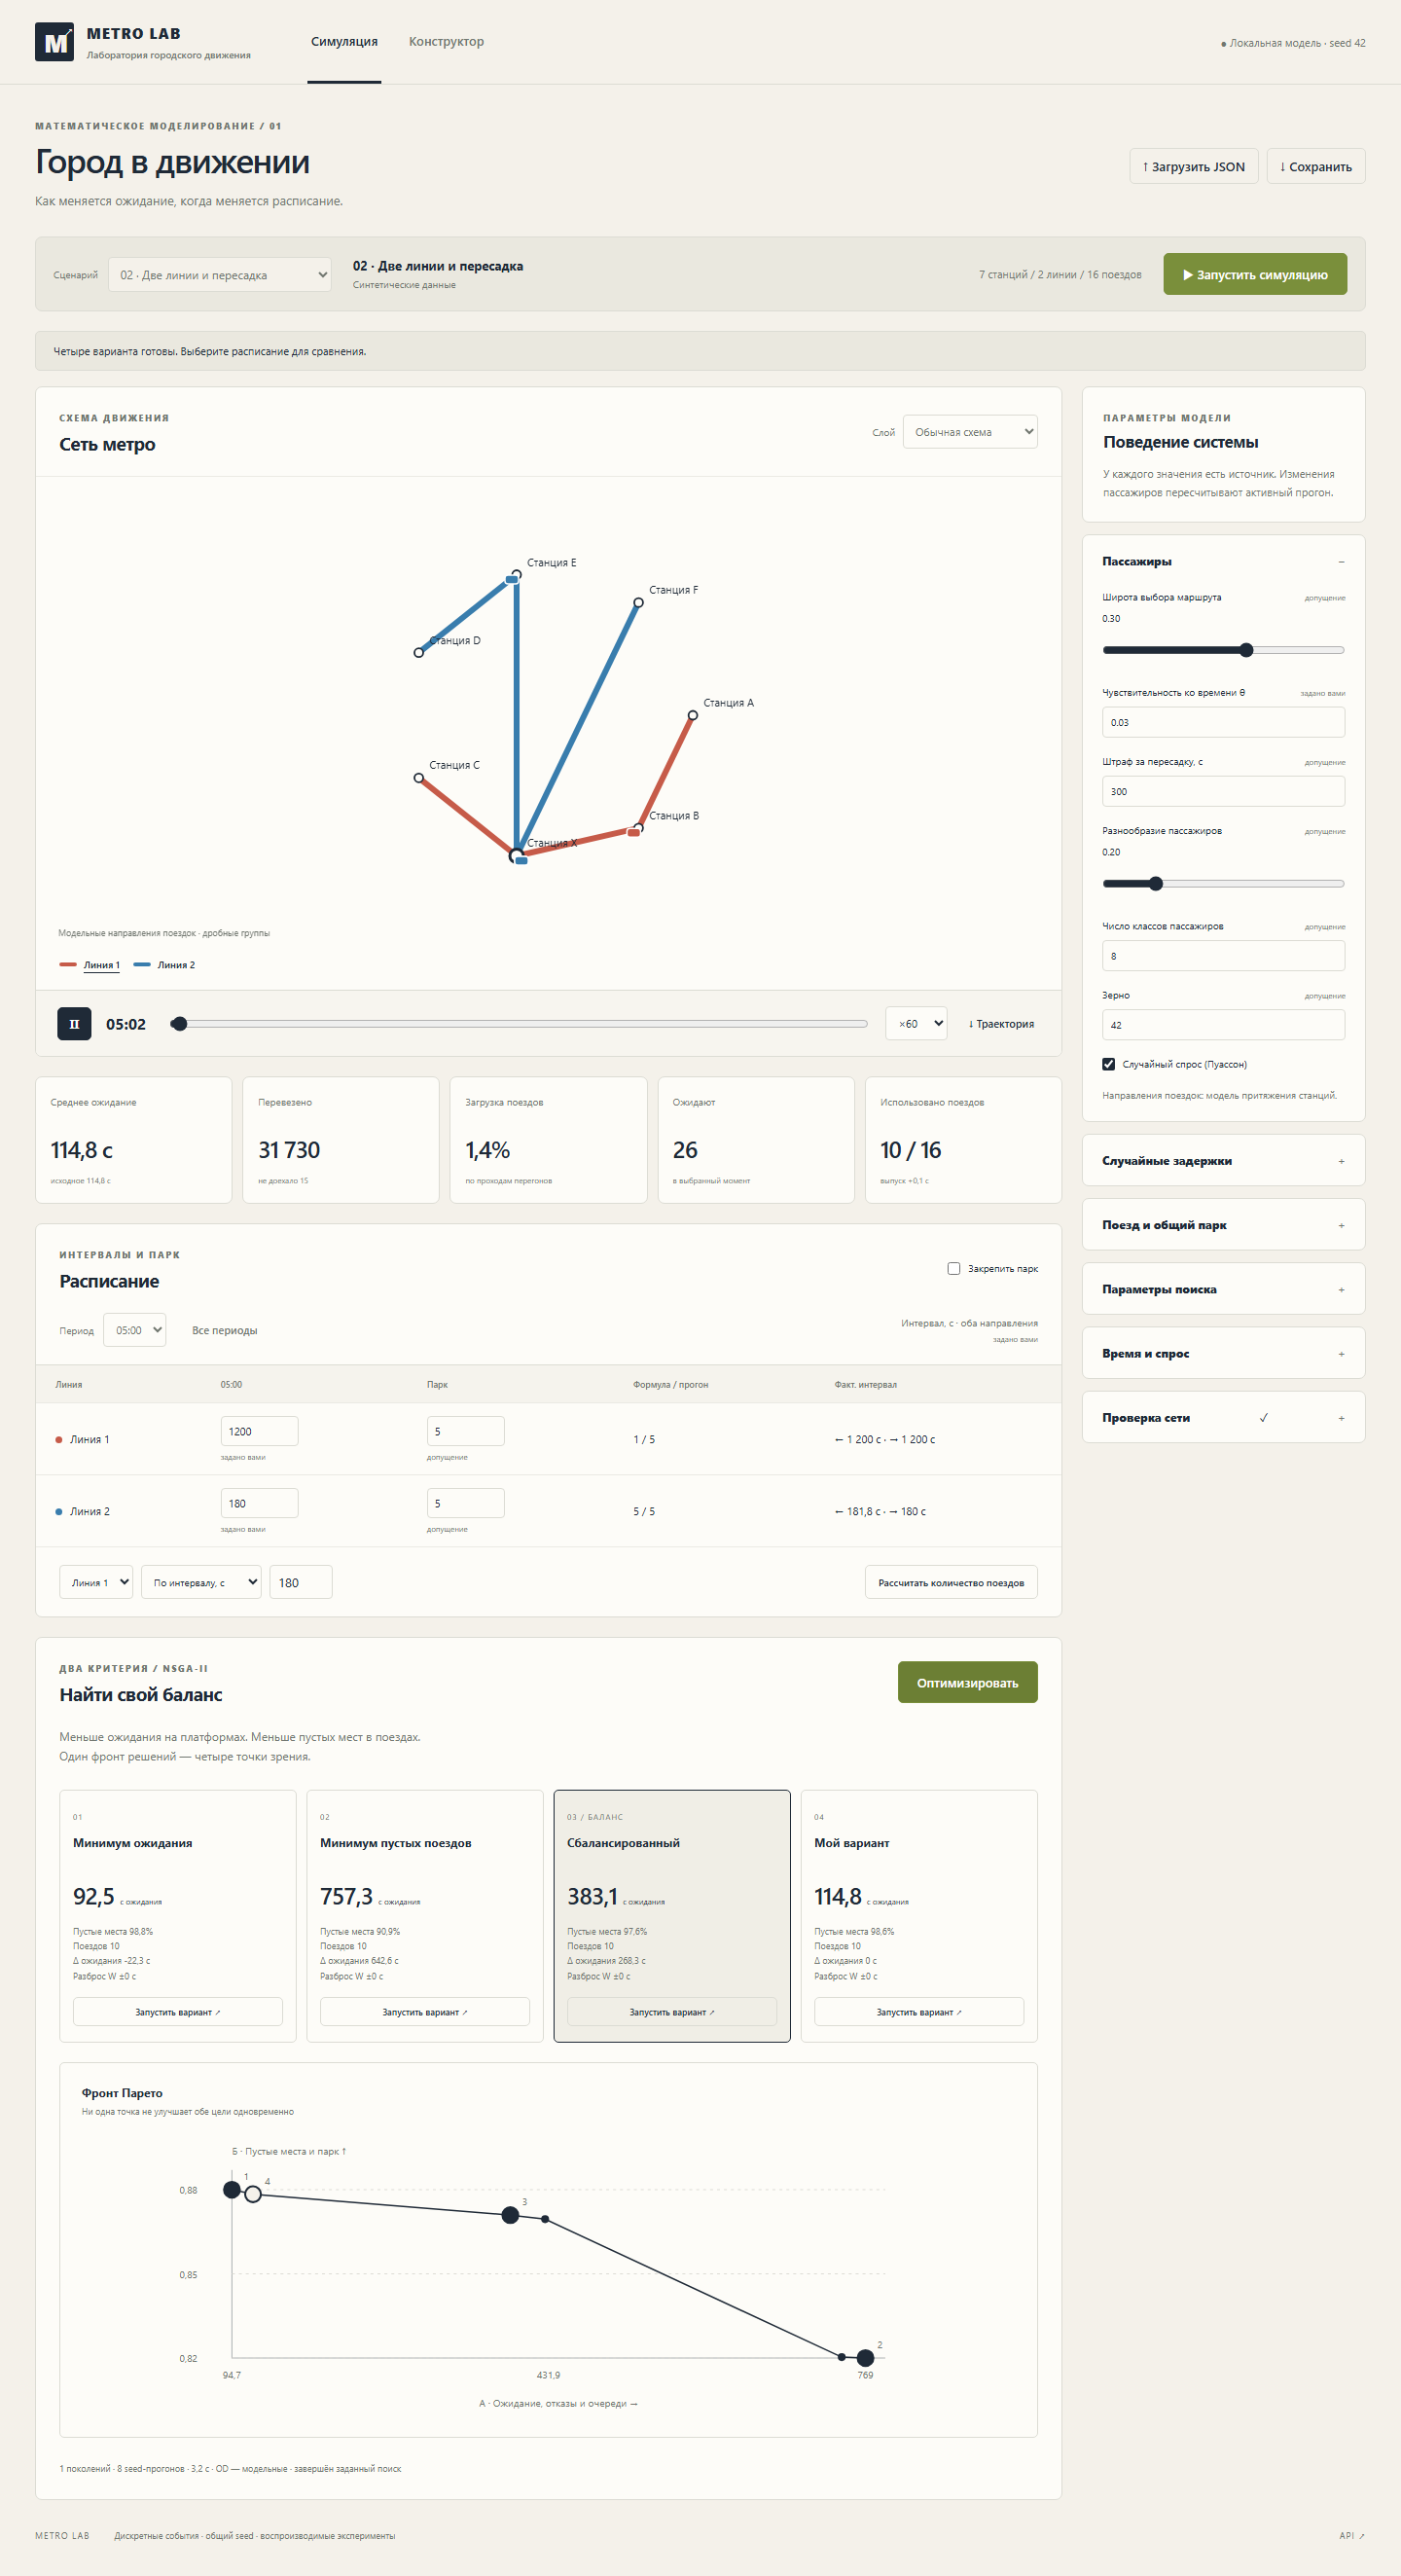 M
METRO LAB
Лаборатория городского движения
Симуляция
Конструктор
● Локальная модель · seed 42
МАТЕМАТИЧЕСКОЕ МОДЕЛИРОВАНИЕ / 01
Город в движении
Как меняется ожидание, когда меняется расписание.
↑ Загрузить JSON
↓ Сохранить
Сценарий
02 · Две линии и пересадка
02 · Две линии и пересадка
Синтетические данные
7 станций / 2 линии / 16 поездов
▶ Запустить симуляцию
Четыре варианта готовы. Выберите расписание для сравнения.
СХЕМА ДВИЖЕНИЯ
Сеть метро
Слой
Обычная схема
Станция E
Станция F
Станция D
Станция A
Станция C
Станция B
Станция X
Модельные направления поездок · дробные группы
Линия 1
Линия 2
05:02
×60
↓ Траектория
Среднее ожидание
114,8 с
исходное 114,8 с
Перевезено
31 730
не доехало 15
Загрузка поездов
1,4%
по проходам перегонов
Ожидают
26
в выбранный момент
Использовано поездов
10 / 16
выпуск +0,1 с
ИНТЕРВАЛЫ И ПАРК
Расписание
Закрепить парк
Период
05:00
Все периоды
Интервал, с · оба направления
задано вами
Линия
05:00
Парк
Формула / прогон
Факт. интервал
Линия 1
1200
задано вами
5
допущение
1 / 5
← 1 200 с · → 1 200 с
Линия 2
180
задано вами
5
допущение
5 / 5
← 181,8 с · → 180 с
Линия 1
По интервалу, с
180
Рассчитать количество поездов
ДВА КРИТЕРИЯ / NSGA-II
Найти свой баланс
Оптимизировать
Меньше ожидания на платформах. Меньше пустых мест в поездах.
Один фронт решений — четыре точки зрения.
01
Минимум ожидания
92,5 с ожидания
Пустые места 98,8%
Поездов 10
Δ ожидания -22,3 с
Разброс W ±0 с
Запустить вариант ↗
02
Минимум пустых поездов
757,3 с ожидания
Пустые места 90,9%
Поездов 10
Δ ожидания 642,6 с
Разброс W ±0 с
Запустить вариант ↗
03 / БАЛАНС
Сбалансированный
383,1 с ожидания
Пустые места 97,6%
Поездов 10
Δ ожидания 268,3 с
Разброс W ±0 с
Запустить вариант ↗
04
Мой вариант
114,8 с ожидания
Пустые места 98,6%
Поездов 10
Δ ожидания 0 с
Разброс W ±0 с
Запустить вариант ↗
Фронт Парето
Ни одна точка не улучшает обе цели одновременно
Б · Пустые места и парк ↑
1
4
3
2
0,88
0,85
0,82
94,7
431,9
769
А · Ожидание, отказы и очереди →
1 поколений · 8 seed-прогонов · 3,2 с · OD — модельные · завершён заданный поиск
ПАРАМЕТРЫ МОДЕЛИ
Поведение системы
У каждого значения есть источник. Изменения
пассажиров пересчитывают активный прогон.
Пассажиры
−
Широта выбора маршрута
допущение
0.30
Чувствительность ко времени θ
задано вами
0.03
Штраф за пересадку, с
допущение
300
Разнообразие пассажиров
допущение
0.20
Число классов пассажиров
допущение
8
Зерно
допущение
42
Случайный спрос (Пуассон)
Направления поездок: модель притяжения станций.
Случайные задержки
+
Поезд и общий парк
+
Параметры поиска
+
Время и спрос
+
Проверка сети
✓
+
METRO LAB
Дискретные события · общий seed · воспроизводимые эксперименты
API ↗